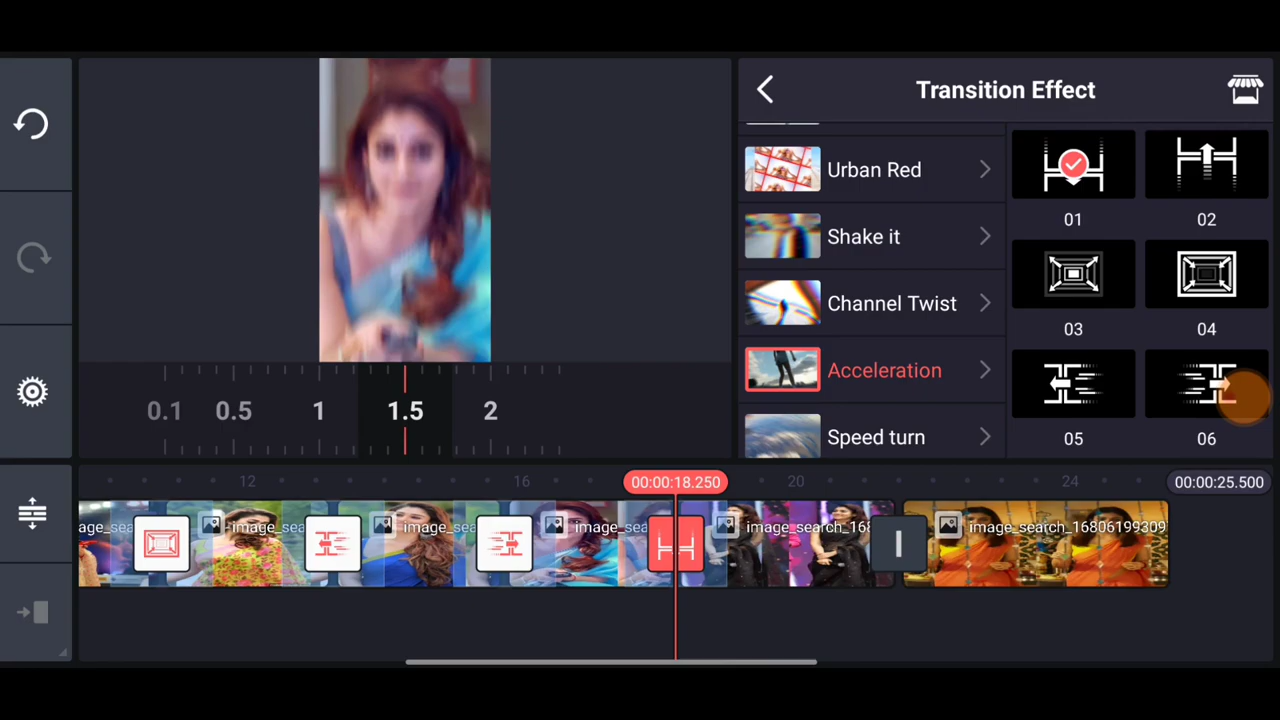 Transition Effect
Urban Red
Shake it
Channel Twist
Acceleration
Speed turn
01
02
03
04
05
06
0.1
0.5
1
1.5
2
12
16
00:00:18.250
20
24
00:00:25.500
age_sea
image_sea
image_sea
image_sea
image_search_168
image_search_16806199309